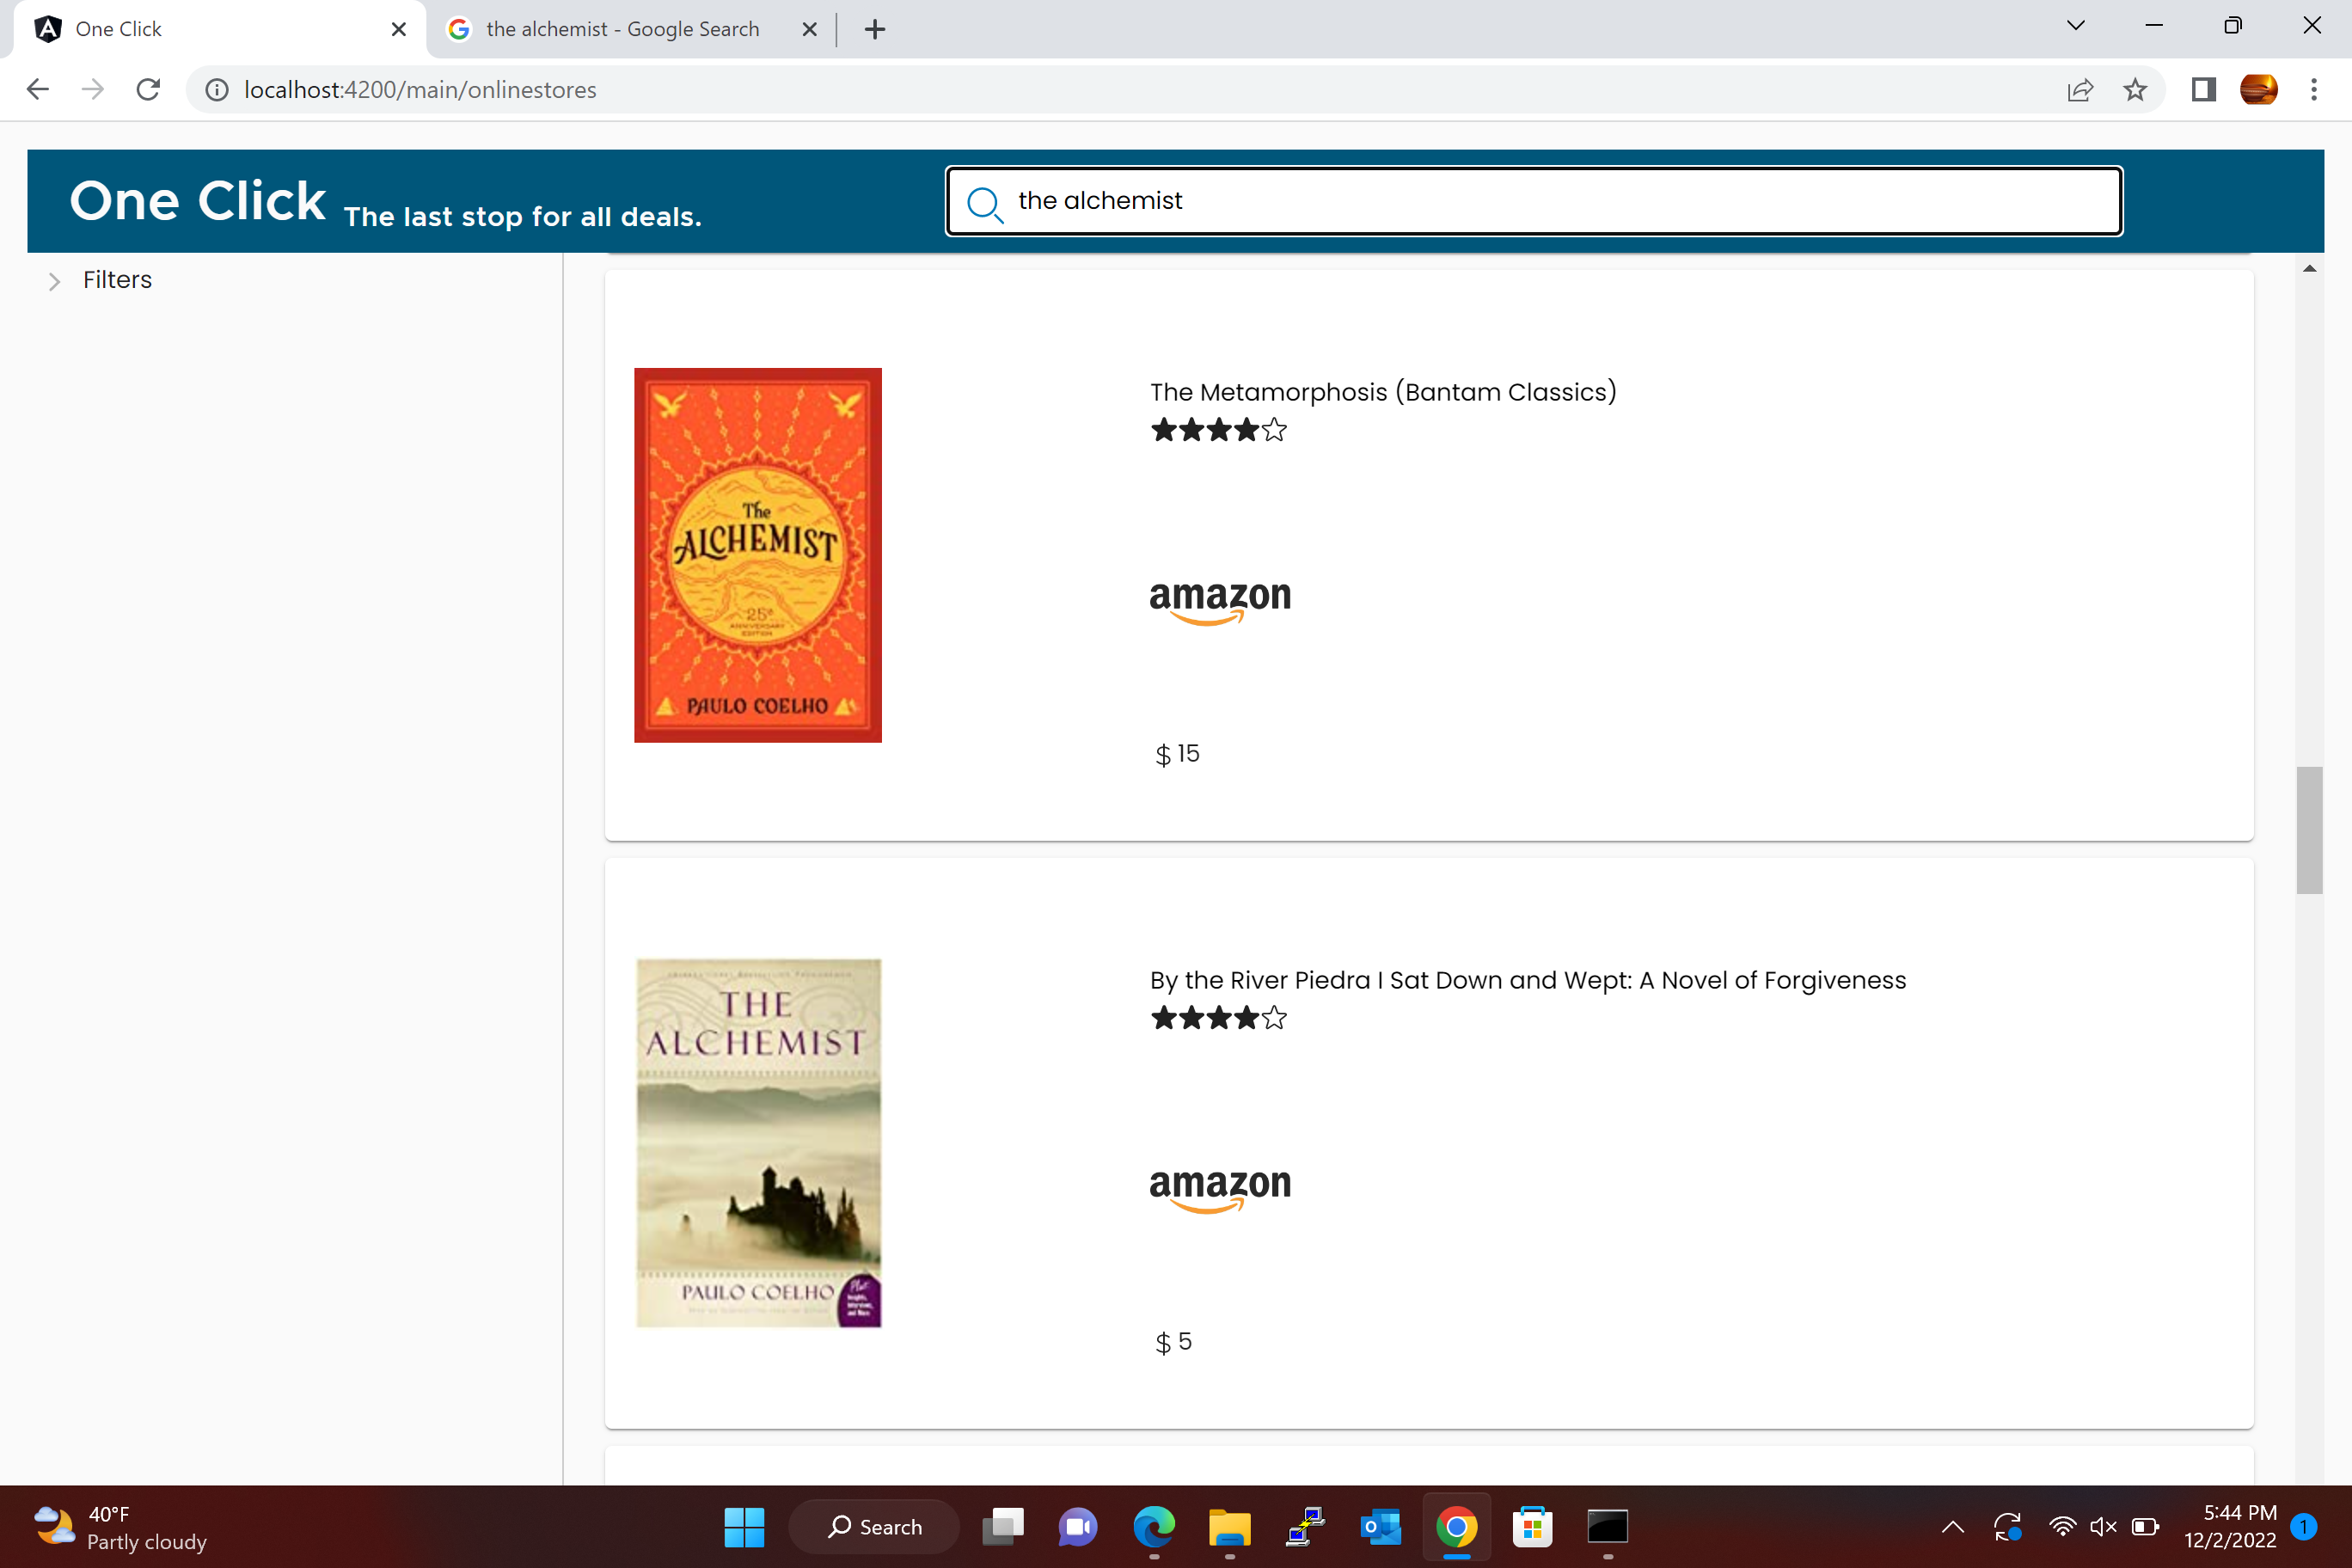 One Click
the alchemist - Google Search
localhost:4200/main/onlinestores
One Click The last stop for all deals.
the alchemist
Filters
The
ALCHEMIST
25th
ANNIVERSARY
EDITION
PAULO COELHO
The Metamorphosis (Bantam Classics)
amazon
$ 15
THE
ALCHEMIST
PAULO COELHO
Plus
By the River Piedra I Sat Down and Wept: A Novel of Forgiveness
amazon
$ 5
40°F
Partly cloudy
Search
5:44 PM
12/2/2022
1